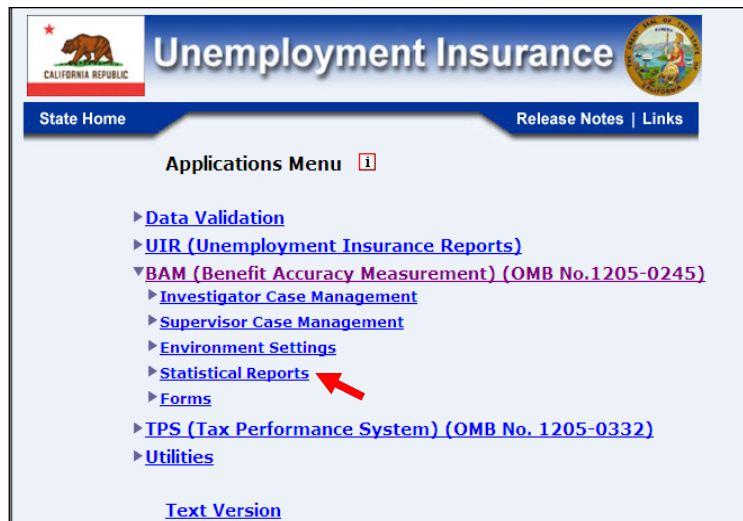 CALIFORNIA REPUBLIC
Unemployment Insurance
State Home
Release Notes | Links
Applications Menu i
Data Validation
UIR (Unemployment Insurance Reports)
BAM (Benefit Accuracy Measurement) (OMB No.1205-0245)
Investigator Case Management
Supervisor Case Management
Environment Settings
Statistical Reports
Forms
TPS (Tax Performance System) (OMB No. 1205-0332)
Utilities
Text Version